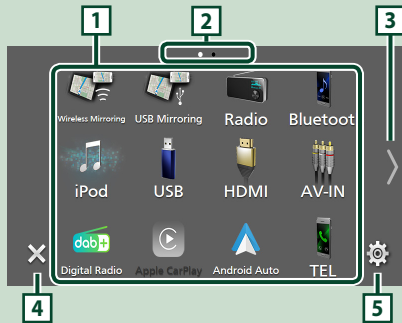 1
2
3
Wireless Mirroring
USB Mirroring
Radio
Bluetoot
iPod
USB
HDMI
AV-IN
dab+
Digital Radio
Apple CarPlay
Android Auto
TEL
4
5